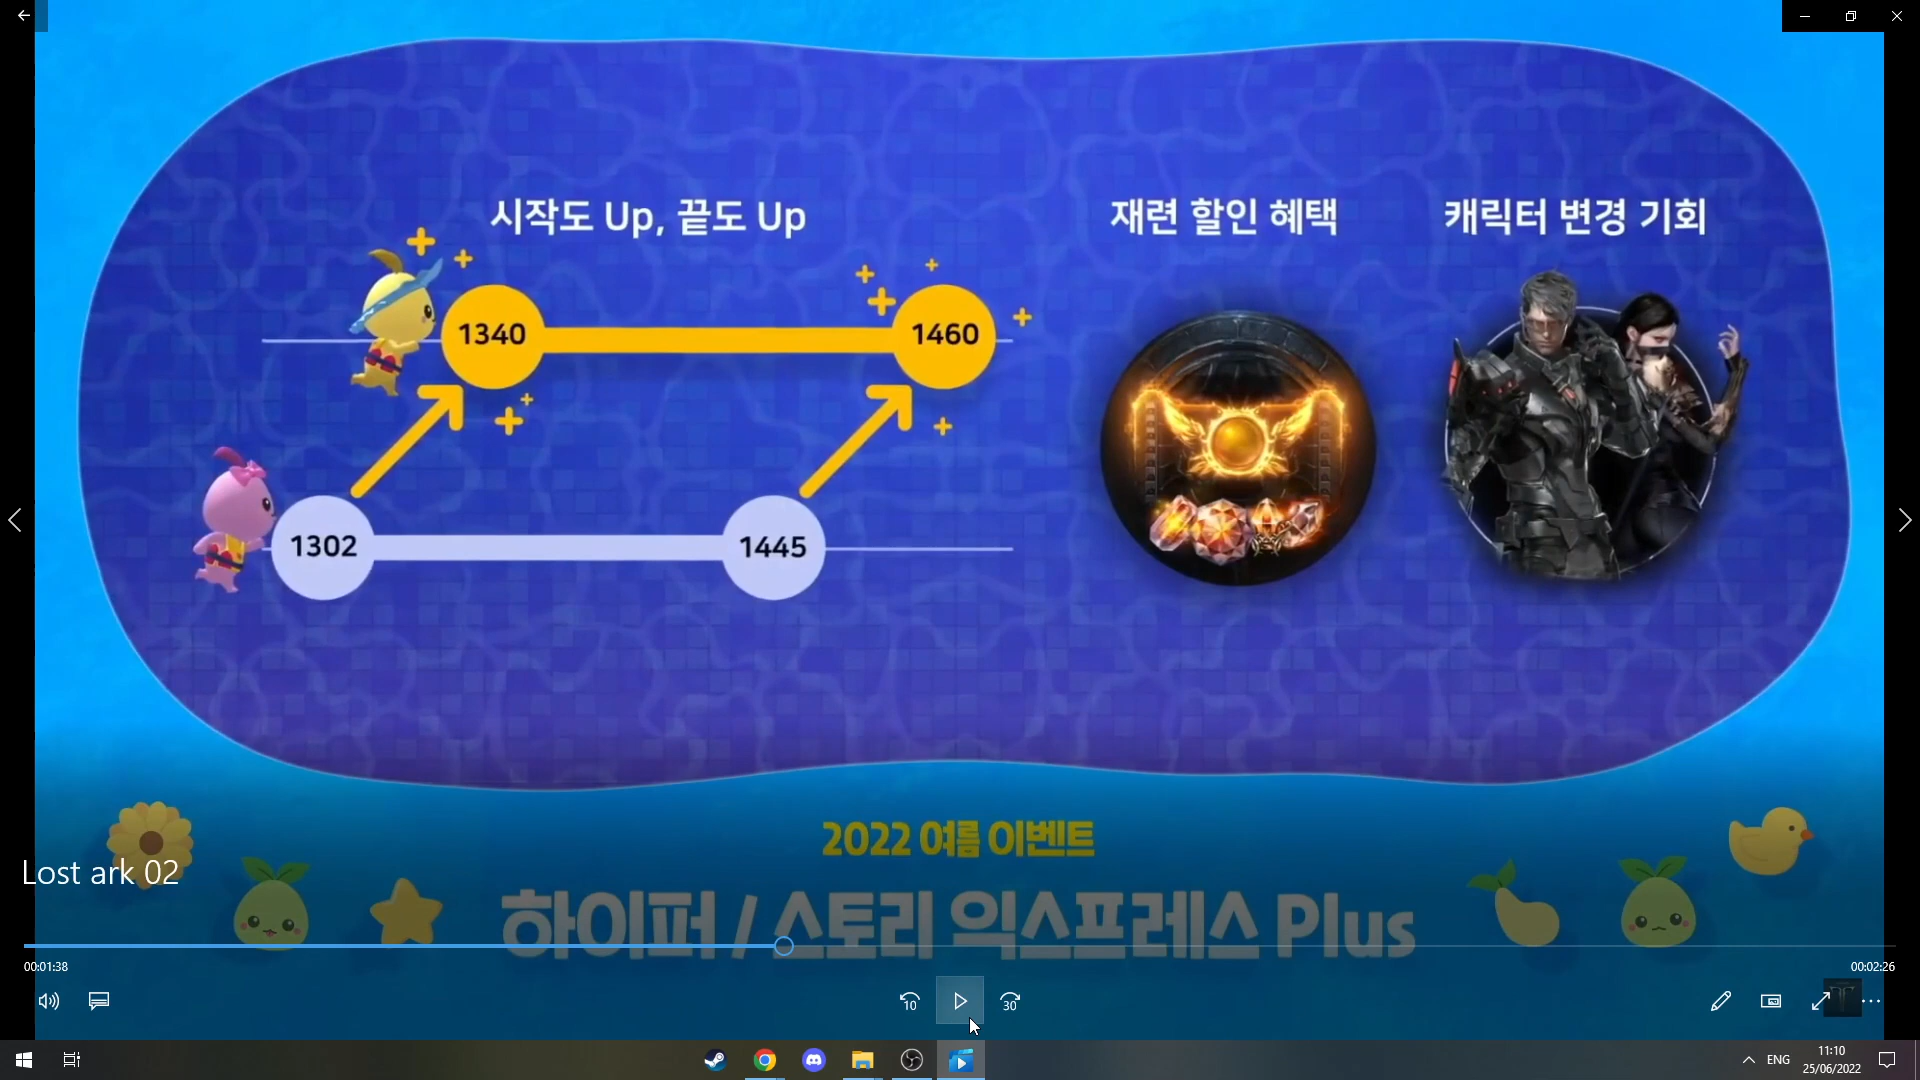 시작도 Up, 끝도 Up
재련 할인 혜택
캐릭터 변경 기회
1340
1460
1302
1445
2022 여름 이벤트
Lost ark 02
하이퍼 / 스토리 익스프레스 Plus
00:01:38
00:02:26
10
30
ENG
11:10
25/06/2022